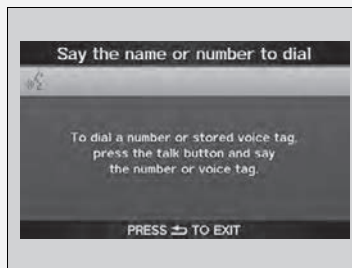 Say the name or number to dial
To dial a number or stored voice tag,
press the talk button and say
the number or voice tag.
PRESS TO EXIT